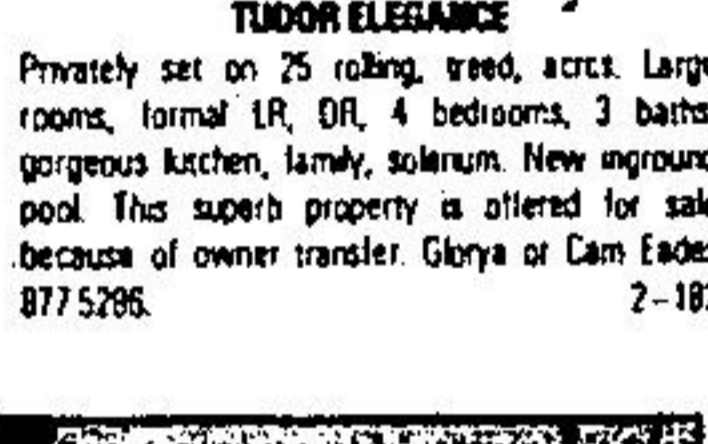 TUDOR ELEGANCE
Privately set on 25 rolling, treed, acres. Large
rooms, formal LR, DR, 4 bedrooms, 3 baths,
gorgeous kitchen, family, solarium. New inground
pool. This superb property is offered for sale
because of owner transfer. Glorya or Cam Eades
877 5286. 2-182